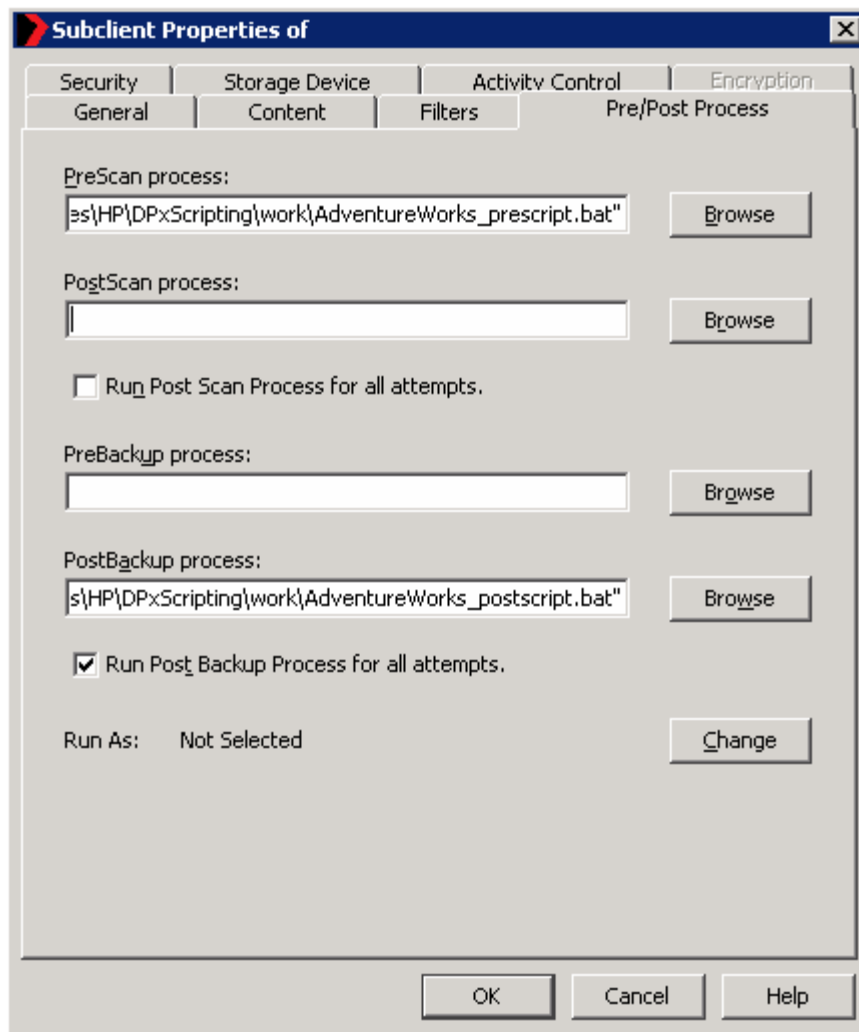 Subclient Properties of
Security Storage Device Activity Control Encryption
General Content Filters Pre/Post Process
PreScan process:
es\HP\DPxScripting\work\AdventureWorks_prescript.bat" Browse
PostScan process:
Browse
Run Post Scan Process for all attempts.
PreBackup process:
Browse
PostBackup process:
s\HP\DPxScripting\work\AdventureWorks_postscript.bat" Browse
Run Post Backup Process for all attempts.
Run As: Not Selected Change
OK Cancel Help